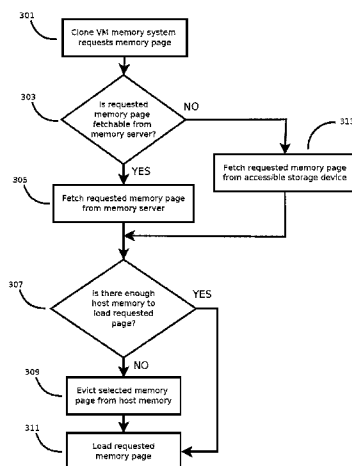 301
Clone VM memory system
requests memory page
303
Is requested
memory page
fetchable from
memory server?
NO
YES
313
Fetch requested memory page
from accessible storage device
305
Fetch requested memory page
from memory server
307
Is there enough
host memory to
load requested
page?
YES
NO
309
Evict selected memory
page from host memory
311
Load requested
memory page